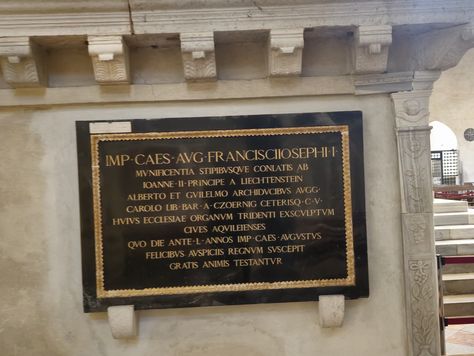 IMP·CAES·AVG·FRANCISCI IOSEPHI·I
MVNIFICENTIA STIPIBVSQVE CONLATIS AB
IOANNE·II·PRINCIPE A LIECHTENSTEIN
ALBERTO ET GVILELMO ARCHIDVCIBVS AVGG·
CAROLO LIB·BAR·A·CZOERNIG CETERISQ·C·V·
HVIVS ECCLESIAE ORGANVM TRIDENTI EXSCVLPTVM
CIVES AQVILEIENSES
QVO DIE ANTE·L·ANNOS IMP·CAES·AVGVSTVS
FELICIBVS AVSPICIIS REGNVM SVSCEPIT
GRATIS ANIMIS TESTANTVR